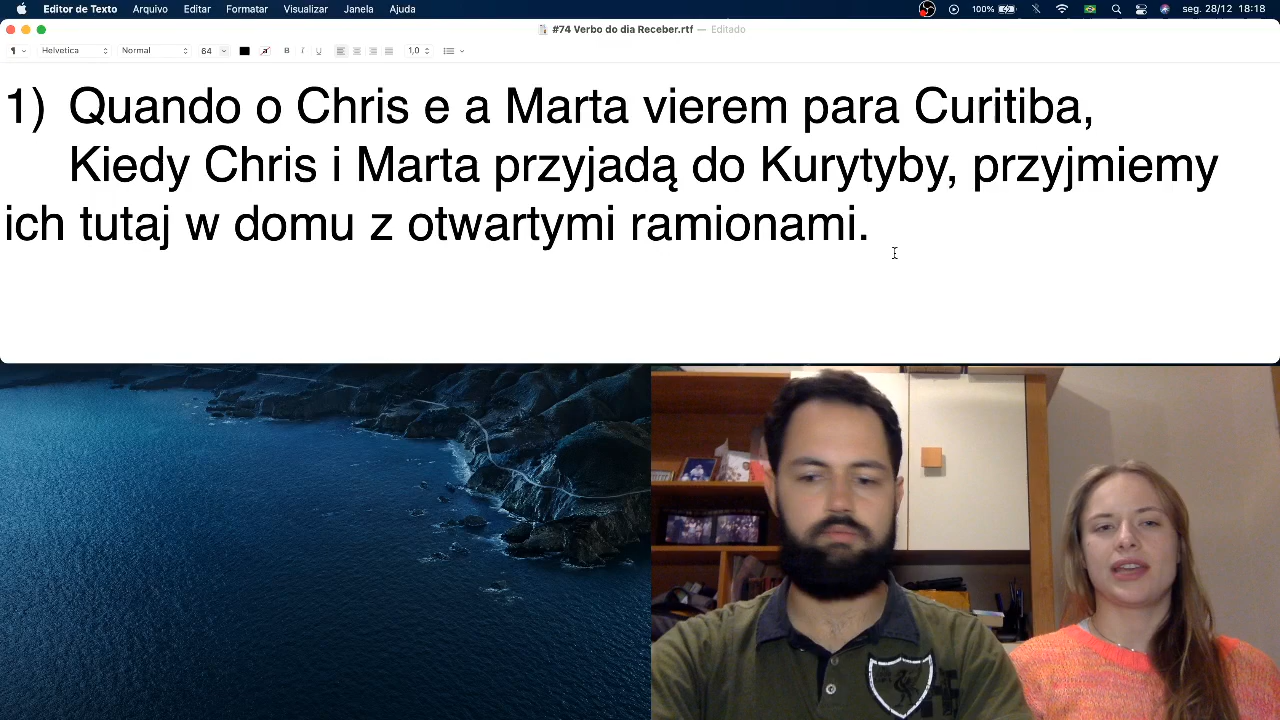 Editor de Texto Arquivo Editar Formatar Visualizar Janela Ajuda 100% seg. 28/12 18:18
#74 Verbo do dia Receber.rtf — Editado
¶ Helvetica Normal 64 a B I U 1,0
1) Quando o Chris e a Marta vierem para Curitiba,
Kiedy Chris i Marta przyjadą do Kurytyby, przyjmiemy
ich tutaj w domu z otwartymi ramionami.